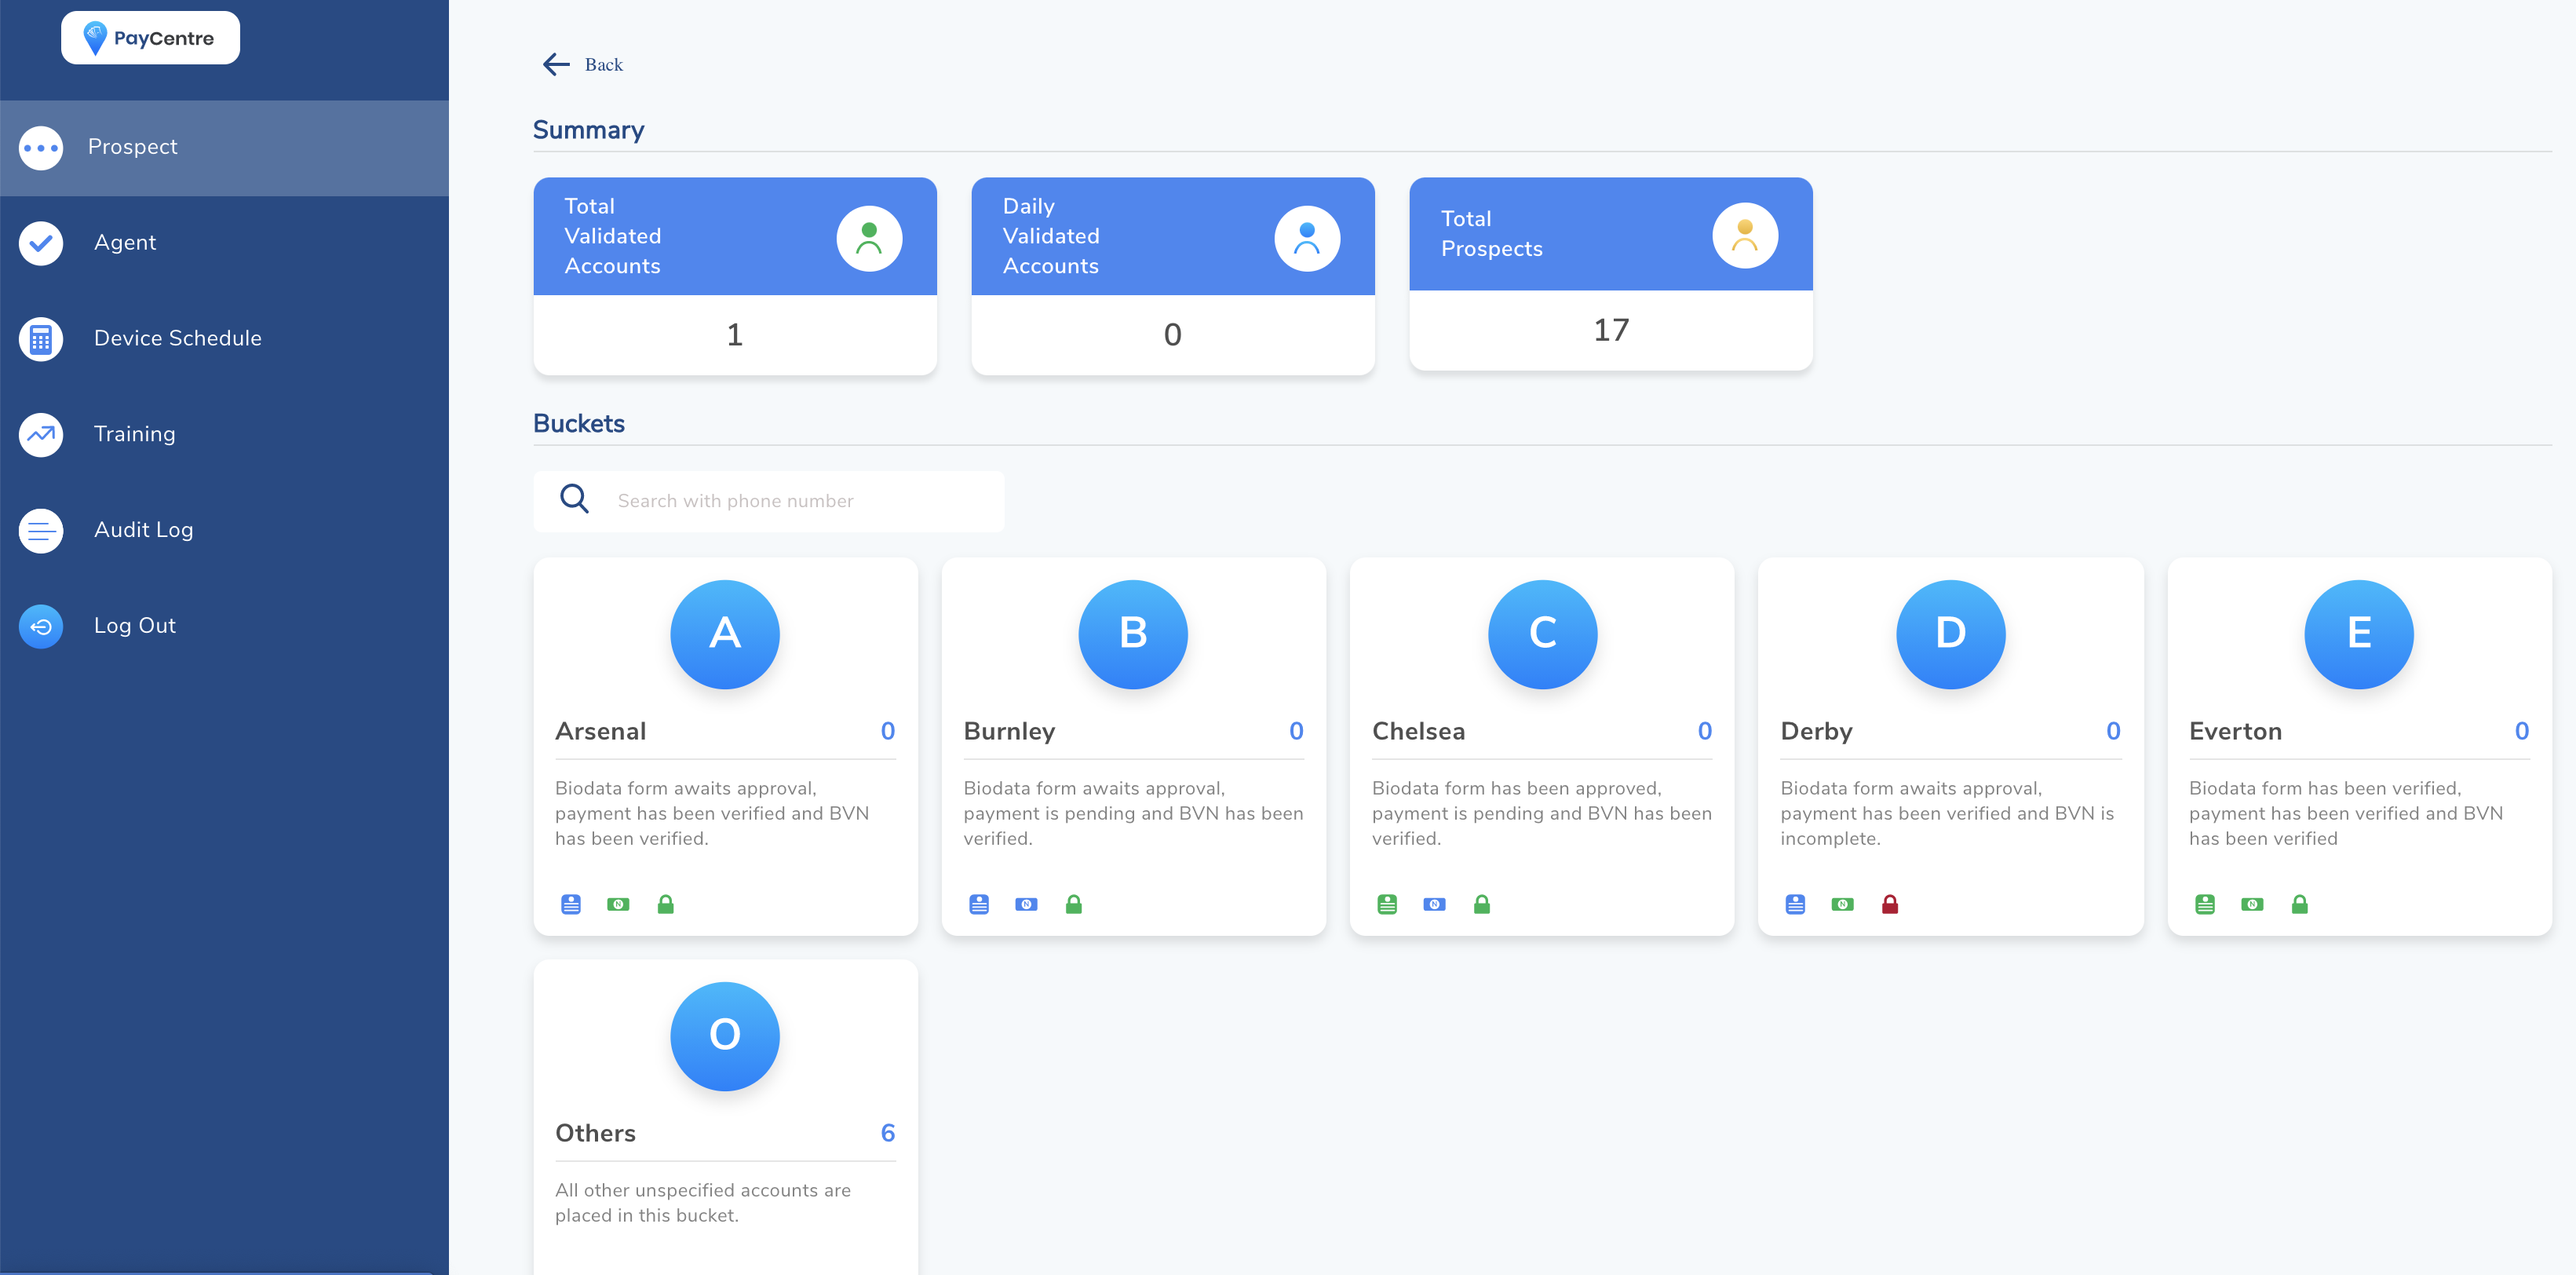 PayCentre
Prospect
Agent
Device Schedule
Training
Audit Log
Log Out
Back
Summary
Total
Validated
Accounts
1
Daily
Validated
Accounts
0
Total
Prospects
17
Buckets
Search with phone number
A
Arsenal 0
Biodata form awaits approval,
payment has been verified and BVN
has been verified.
N
B
Burnley 0
Biodata form awaits approval,
payment is pending and BVN has been
verified.
N
C
Chelsea 0
Biodata form has been approved,
payment is pending and BVN has been
verified.
N
D
Derby 0
Biodata form awaits approval,
payment has been verified and BVN is
incomplete.
N
E
Everton 0
Biodata form has been verified,
payment has been verified and BVN
has been verified
N
O
Others 6
All other unspecified accounts are
placed in this bucket.